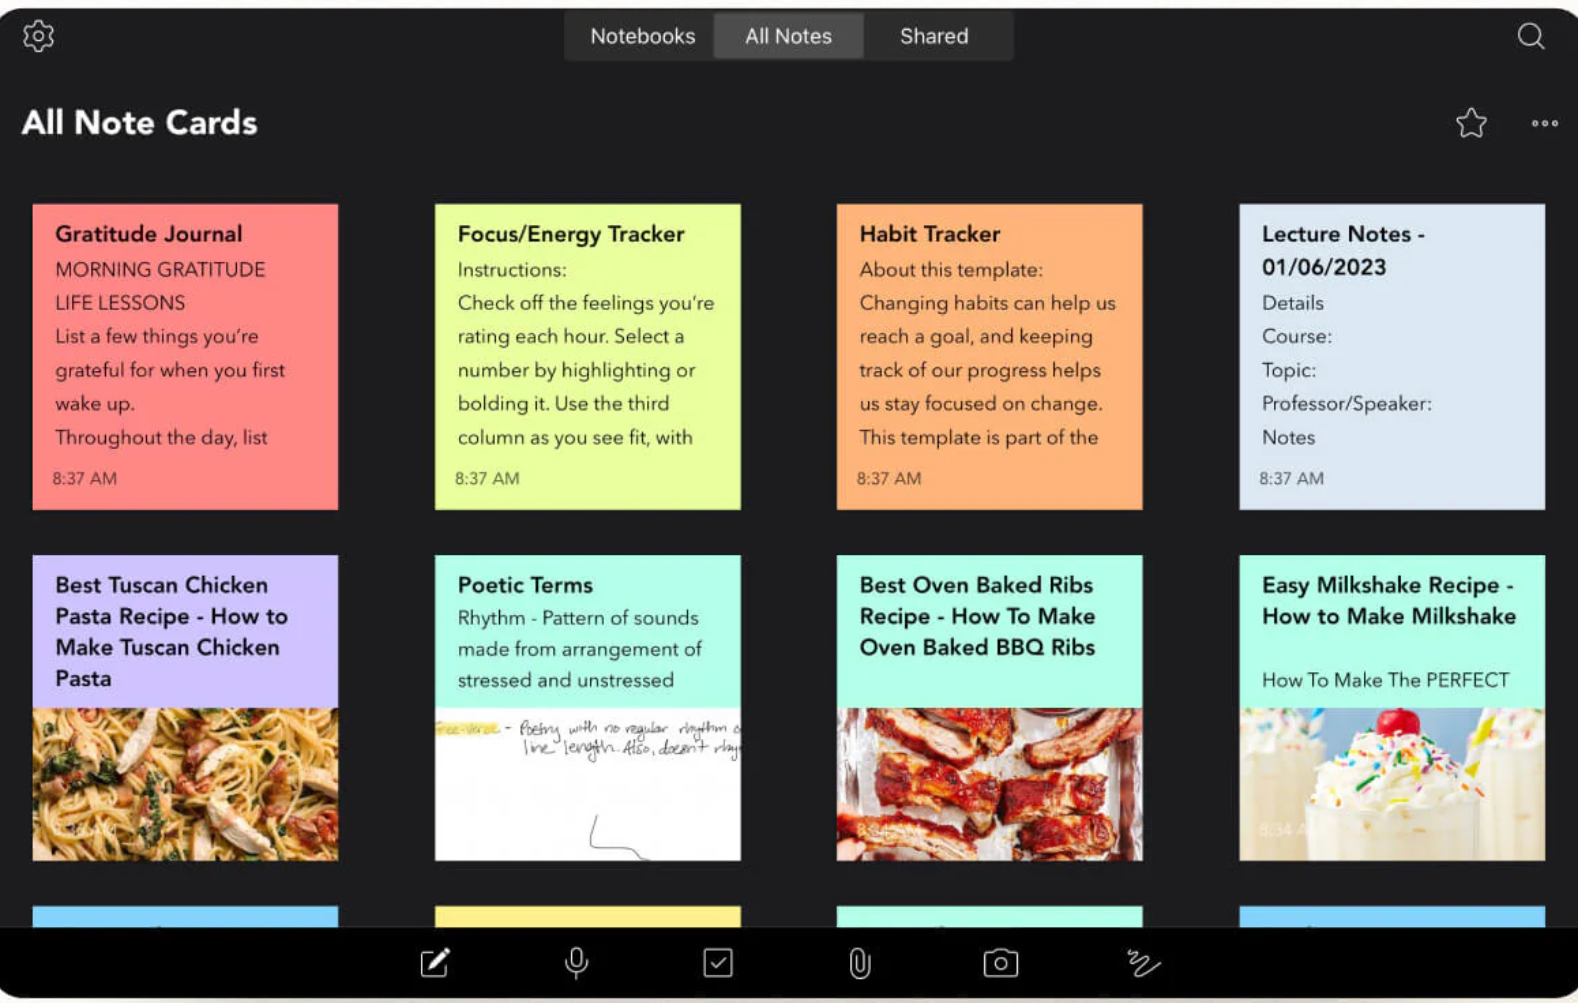 Notebooks
All Notes
Shared
All Note Cards
Gratitude Journal
MORNING GRATITUDE
LIFE LESSONS
List a few things you’re
grateful for when you first
wake up.
Throughout the day, list
8:37 AM
Focus/Energy Tracker
Instructions:
Check off the feelings you’re
rating each hour. Select a
number by highlighting or
bolding it. Use the third
column as you see fit, with
8:37 AM
Habit Tracker
About this template:
Changing habits can help us
reach a goal, and keeping
track of our progress helps
us stay focused on change.
This template is part of the
8:37 AM
Lecture Notes -
01/06/2023
Details
Course:
Topic:
Professor/Speaker:
Notes
8:37 AM
Best Tuscan Chicken
Pasta Recipe - How to
Make Tuscan Chicken
Pasta
Poetic Terms
Rhythm - Pattern of sounds
made from arrangement of
stressed and unstressed
Free-verse - Poetry with no regular rhythm
line length. Also, doesn't
Best Oven Baked Ribs
Recipe - How To Make
Oven Baked BBQ Ribs
Easy Milkshake Recipe -
How to Make Milkshake
How To Make The PERFECT
8:34